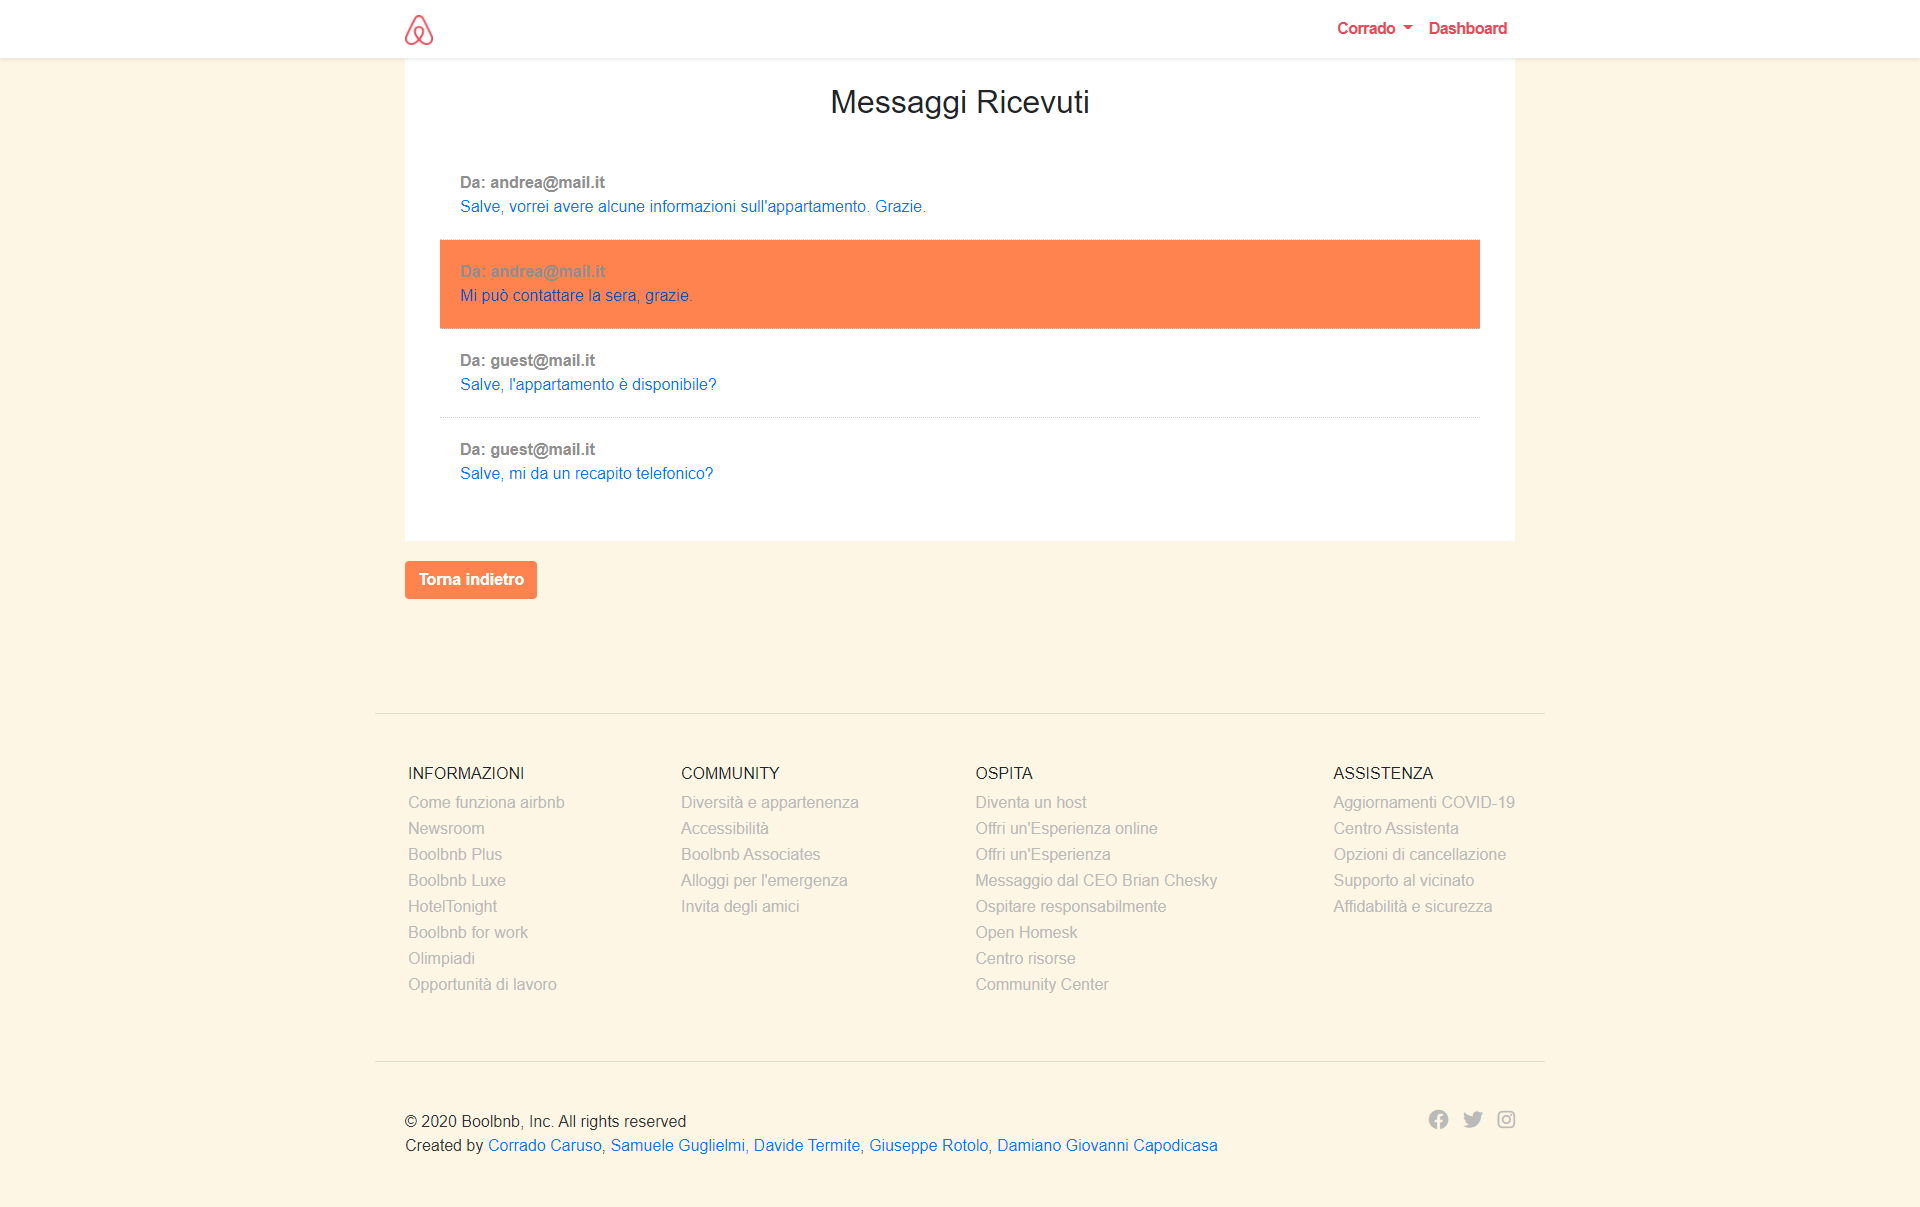 Corrado Dashboard
Messaggi Ricevuti
Da: andrea@mail.it
Salve, vorrei avere alcune informazioni sull'appartamento. Grazie.
Da: andrea@mail.it
Mi può contattare la sera, grazie.
Da: guest@mail.it
Salve, l'appartamento è disponibile?
Da: guest@mail.it
Salve, mi da un recapito telefonico?
Torna indietro
INFORMAZIONI
Come funziona airbnb
Newsroom
Boolbnb Plus
Boolbnb Luxe
HotelTonight
Boolbnb for work
Olimpiadi
Opportunità di lavoro
COMMUNITY
Diversità e appartenenza
Accessibilità
Boolbnb Associates
Alloggi per l'emergenza
Invita degli amici
OSPITA
Diventa un host
Offri un'Esperienza online
Offri un'Esperienza
Messaggio dal CEO Brian Chesky
Ospitare responsabilmente
Open Homesk
Centro risorse
Community Center
ASSISTENZA
Aggiornamenti COVID-19
Centro Assistenta
Opzioni di cancellazione
Supporto al vicinato
Affidabilità e sicurezza
© 2020 Boolbnb, Inc. All rights reserved
Created by Corrado Caruso, Samuele Guglielmi, Davide Termite, Giuseppe Rotolo, Damiano Giovanni Capodicasa